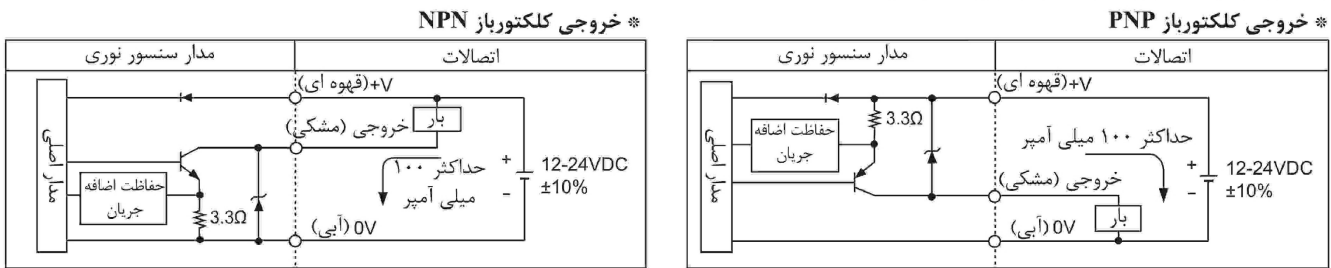 ※ خروجی کلکتورباز PNP
اتصالات
مدار سنسور نوری
+V(قهوه ای)
3.3Ω
حفاظت اضافه
جریان
مدار اصلی
حداکثر ۱۰۰ میلی آمپر
خروجی (مشکی)
بار
+
-
12-24VDC
±10%
0V (آبی)
※ خروجی کلکتورباز NPN
اتصالات
مدار سنسور نوری
+V(قهوه ای)
بار
خروجی (مشکی)
مدار اصلی
حفاظت اضافه
جریان
3.3Ω
حداکثر ۱۰۰
میلی آمپر
+
-
12-24VDC
±10%
0V (آبی)